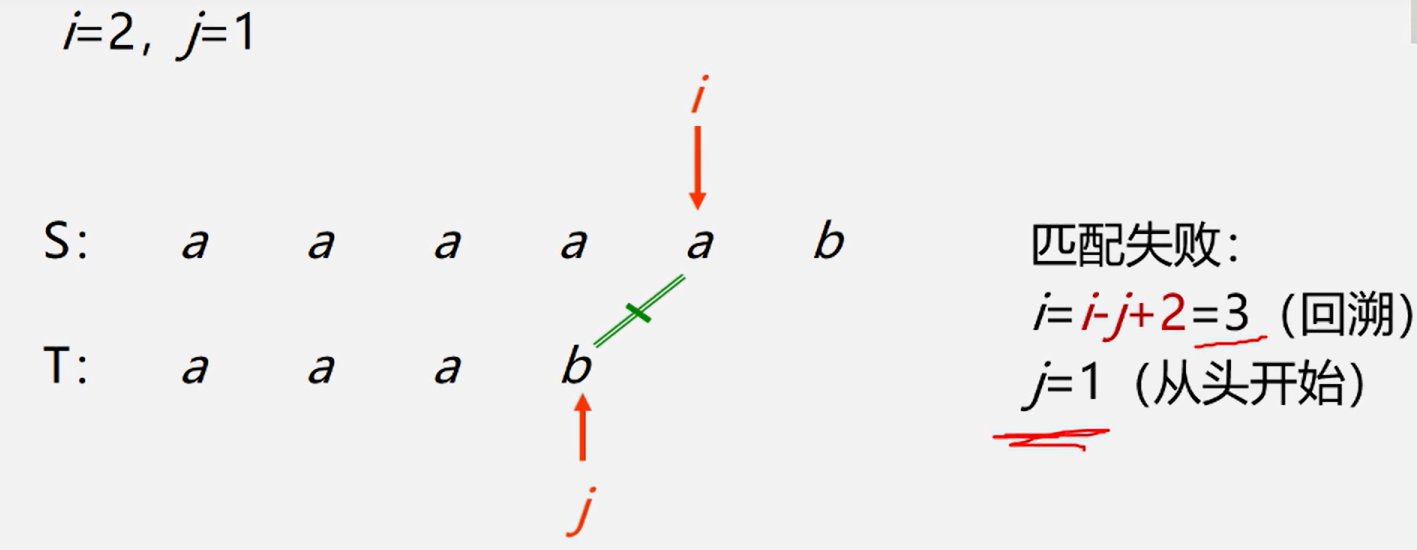 i=2，j=1
i
S： a a a a a b
T： a a a b
j
匹配失败：
i=i-j+2=3（回溯）
j=1（从头开始）